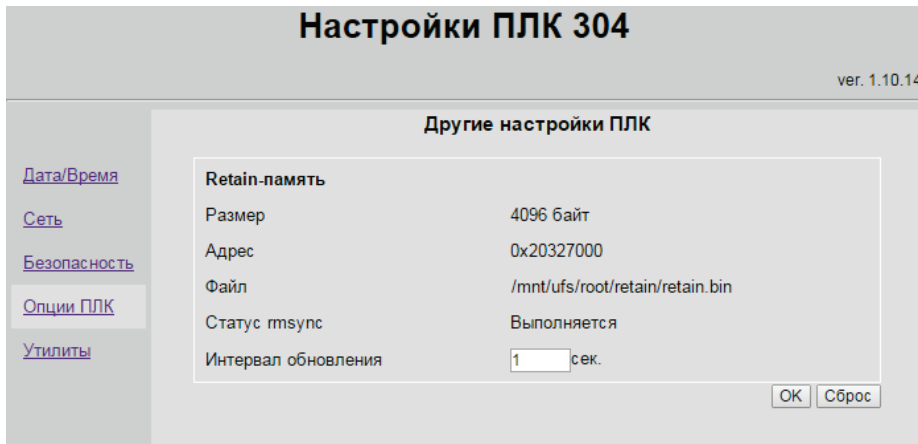 Настройки ПЛК 304
ver. 1.10.14
Другие настройки ПЛК
Дата/Время
Сеть
Безопасность
Опции ПЛК
Утилиты
Retain-память
Размер 4096 байт
Адрес 0x20327000
Файл /mnt/ufs/root/retain/retain.bin
Статус rmsync Выполняется
Интервал обновления 1 сек.
OK Сброс